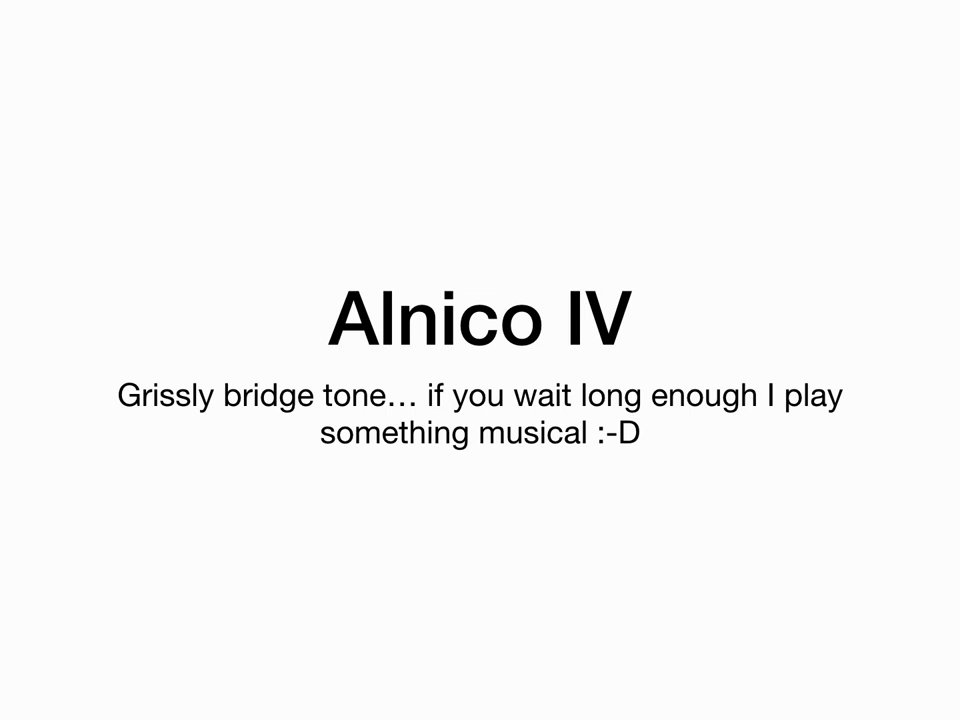 Alnico IV
Grissly bridge tone… if you wait long enough I play
something musical :-D